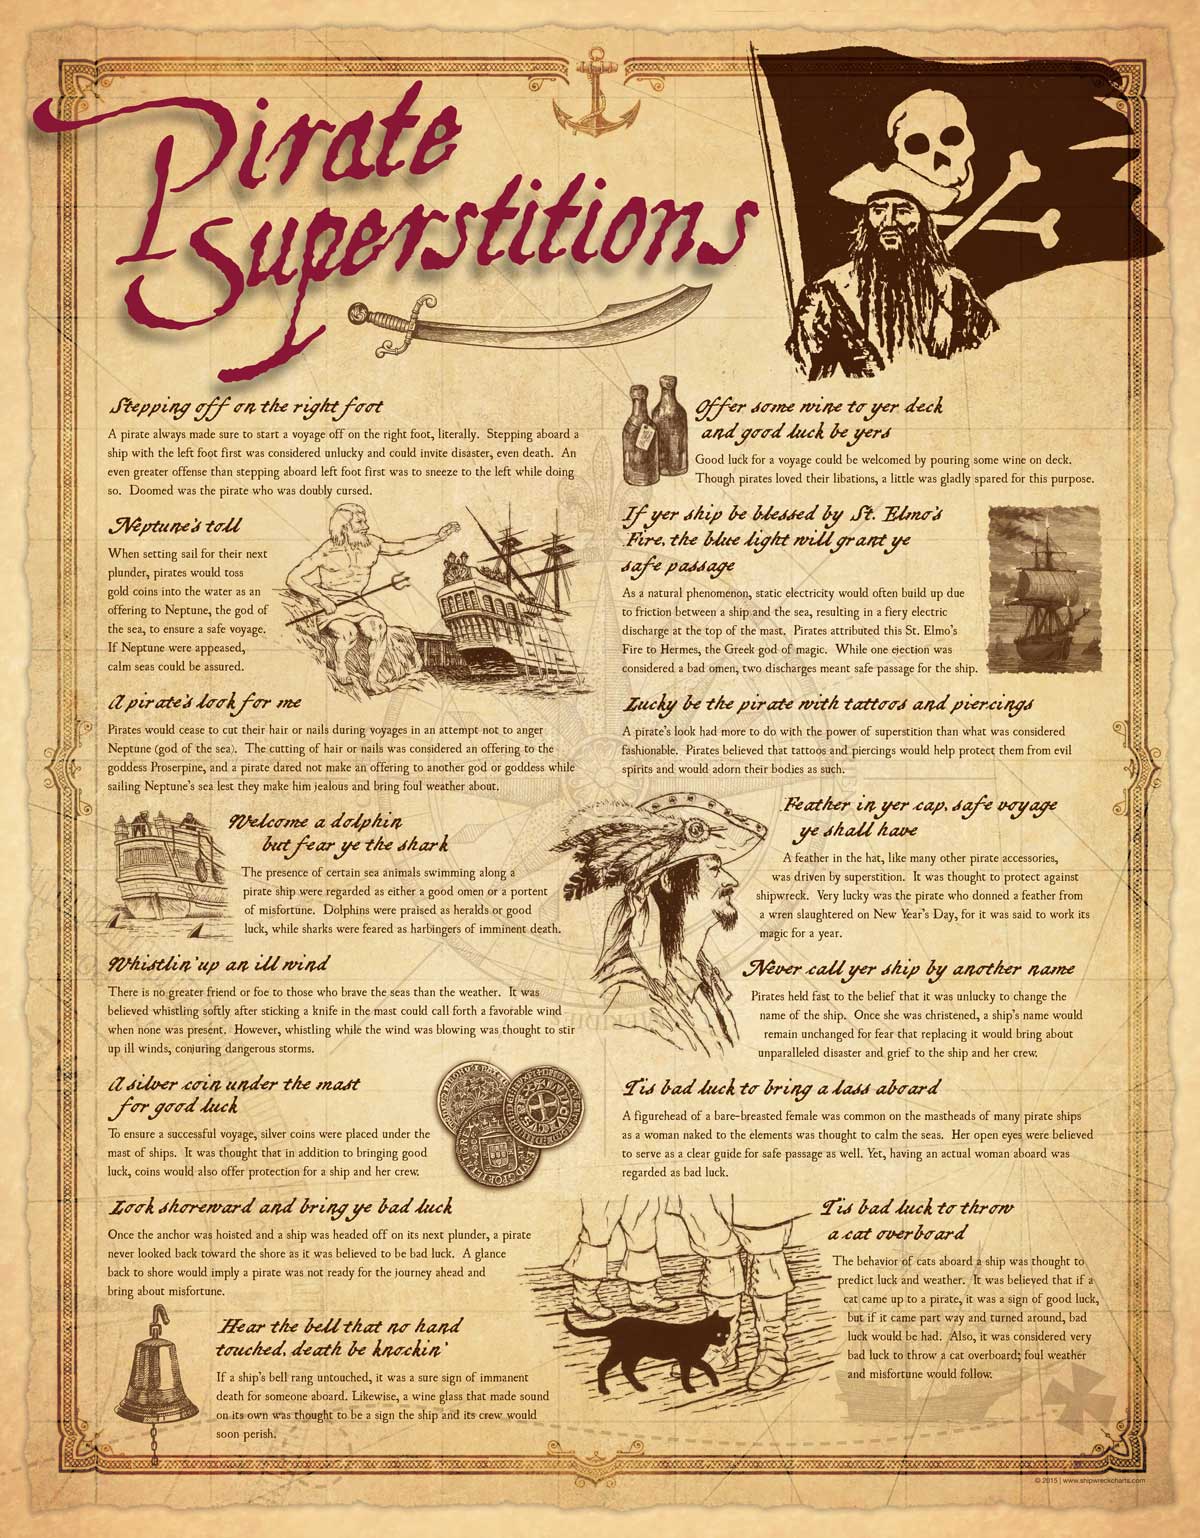 Pirate
Superstitions
Stepping off on the right foot
A pirate always made sure to start a voyage off on the right foot, literally. Stepping aboard a
ship with the left foot first was considered unlucky and could invite disaster, even death. An
even greater offense than stepping aboard left foot first was to sneeze to the left while doing
so. Doomed was the pirate who was doubly cursed.
Neptune's toll
When setting sail for their next
plunder, pirates would toss
gold coins into the water as an
offering to Neptune, the god of
the sea, to ensure a safe voyage.
If Neptune were appeased,
calm seas could be assured.
A pirate's look for me
Pirates would cease to cut their hair or nails during voyages in an attempt not to anger
Neptune (god of the sea). The cutting of hair or nails was considered an offering to the
goddess Proserpine, and a pirate dared not make an offering to another god or goddess while
sailing Neptune's sea lest they make him jealous and bring foul weather about.
Welcome a dolphin
but fear ye the shark
The presence of certain sea animals swimming along a
pirate ship were regarded as either a good omen or a portent
of misfortune. Dolphins were praised as heralds or good
luck, while sharks were feared as harbingers of imminent death.
Whistlin' up an ill wind
There is no greater friend or foe to those who brave the seas than the weather. It was
believed whistling softly after sticking a knife in the mast could call forth a favorable wind
when none was present. However, whistling while the wind was blowing was thought to stir
up ill winds, conjuring dangerous storms.
A silver coin under the mast
for good luck
To ensure a successful voyage, silver coins were placed under the
mast of ships. It was thought that in addition to bringing good
luck, coins would also offer protection for a ship and her crew.
Look shoreward and bring ye bad luck
Once the anchor was hoisted and a ship was headed off on its next plunder, a pirate
never looked back toward the shore as it was believed to be bad luck. A glance
back to shore would imply a pirate was not ready for the journey ahead and
bring about misfortune.
Hear the bell that no hand
touched, death be knockin'
If a ship's bell rang untouched, it was a sure sign of immanent
death for someone aboard. Likewise, a wine glass that made sound
on its own was thought to be a sign the ship and its crew would
soon perish.
Offer some wine to yer deck
and good luck be yers
Good luck for a voyage could be welcomed by pouring some wine on deck.
Though pirates loved their libations, a little was gladly spared for this purpose.
If yer ship be blessed by St. Elmo's
Fire, the blue light will grant ye
safe passage
As a natural phenomenon, static electricity would often build up due
to friction between a ship and the sea, resulting in a fiery electric
discharge at the top of the mast. Pirates attributed this St. Elmo's
Fire to Hermes, the Greek god of magic. While one ejection was
considered a bad omen, two discharges meant safe passage for the ship.
Lucky be the pirate with tattoos and piercings
A pirate's look had more to do with the power of superstition than what was considered
fashionable. Pirates believed that tattoos and piercings would help protect them from evil
spirits and would adorn their bodies as such.
Feather in yer cap, safe voyage
ye shall have
A feather in the hat, like many other pirate accessories,
was driven by superstition. It was thought to protect against
shipwreck. Very lucky was the pirate who donned a feather from
a wren slaughtered on New Year's Day, for it was said to work its
magic for a year.
Never call yer ship by another name
Pirates held fast to the belief that it was unlucky to change the
name of the ship. Once she was christened, a ship's name would
remain unchanged for fear that replacing it would bring about
unparalleled disaster and grief to the ship and her crew.
Tis bad luck to bring a lass aboard
A figurehead of a bare-breasted female was common on the mastheads of many pirate ships
as a woman naked to the elements was thought to calm the seas. Her open eyes were believed
to serve as a clear guide for safe passage as well. Yet, having an actual woman aboard was
regarded as bad luck.
Tis bad luck to throw
a cat overboard
The behavior of cats aboard a ship was thought to
predict luck and weather. It was believed that if a
cat came up to a pirate, it was a sign of good luck,
but if it came part way and turned around, bad
luck would be had. Also, it was considered very
bad luck to throw a cat overboard; foul weather
and misfortune would follow.
© 2015 | www.shipwreckcharts.com